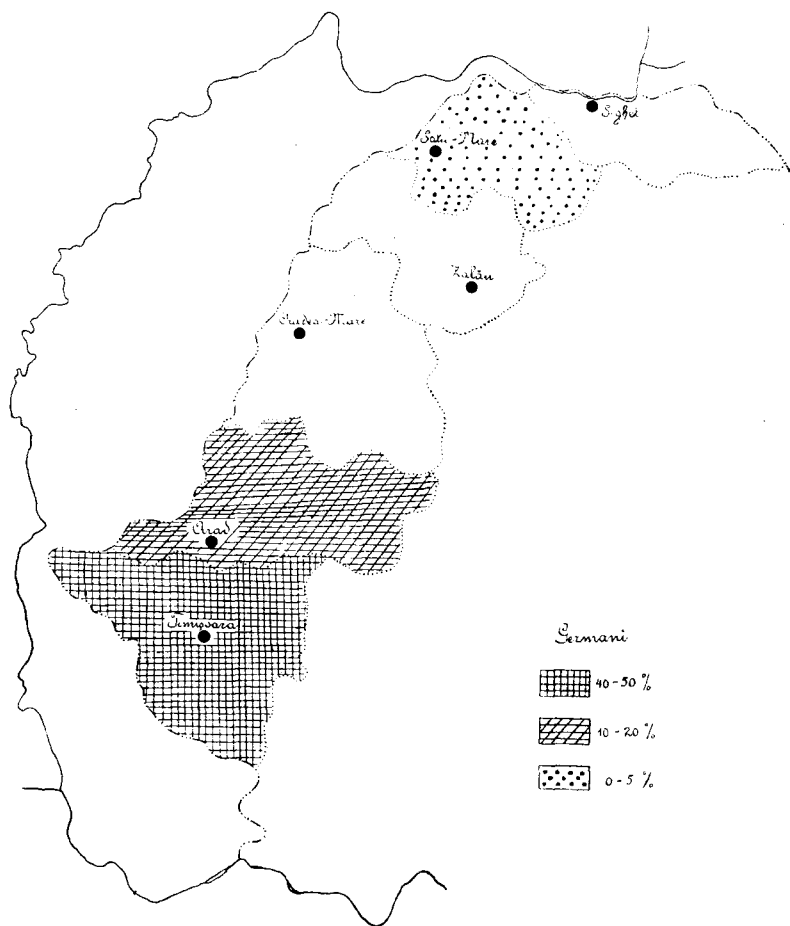 Sighet
Satu-Mare
Zalău
Oradea-Mare
Arad
Timișoara
Germani
40-50 %
10-20 %
0-5 %